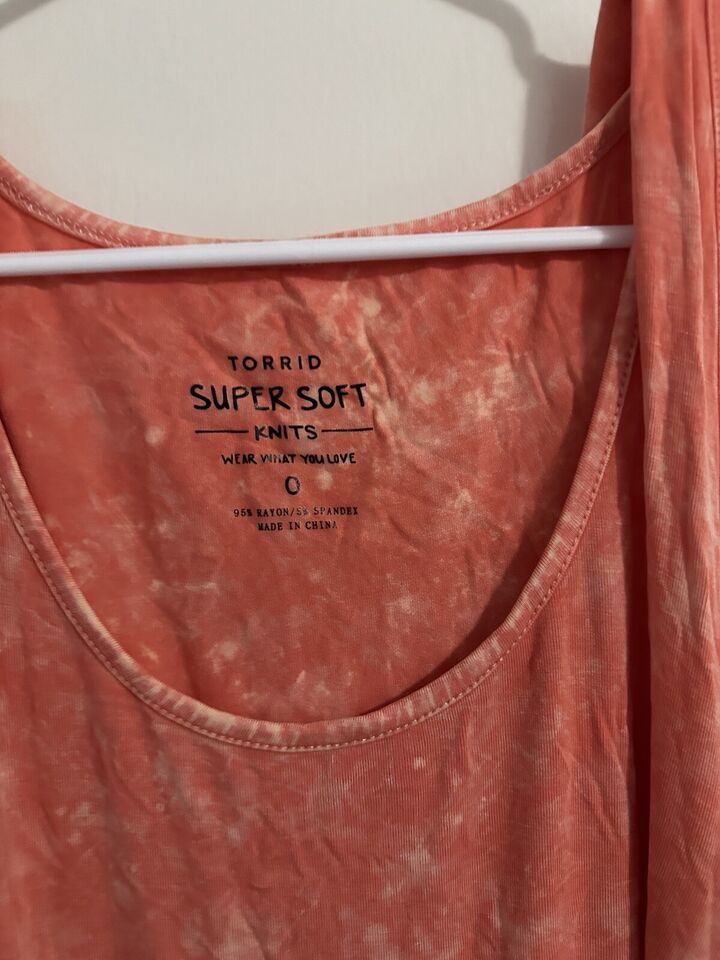 TORRID
SUPER SOFT
KNITS
WEAR WHAT YOU LOVE
0
95% RAYON/5% SPANDEX
MADE IN CHINA